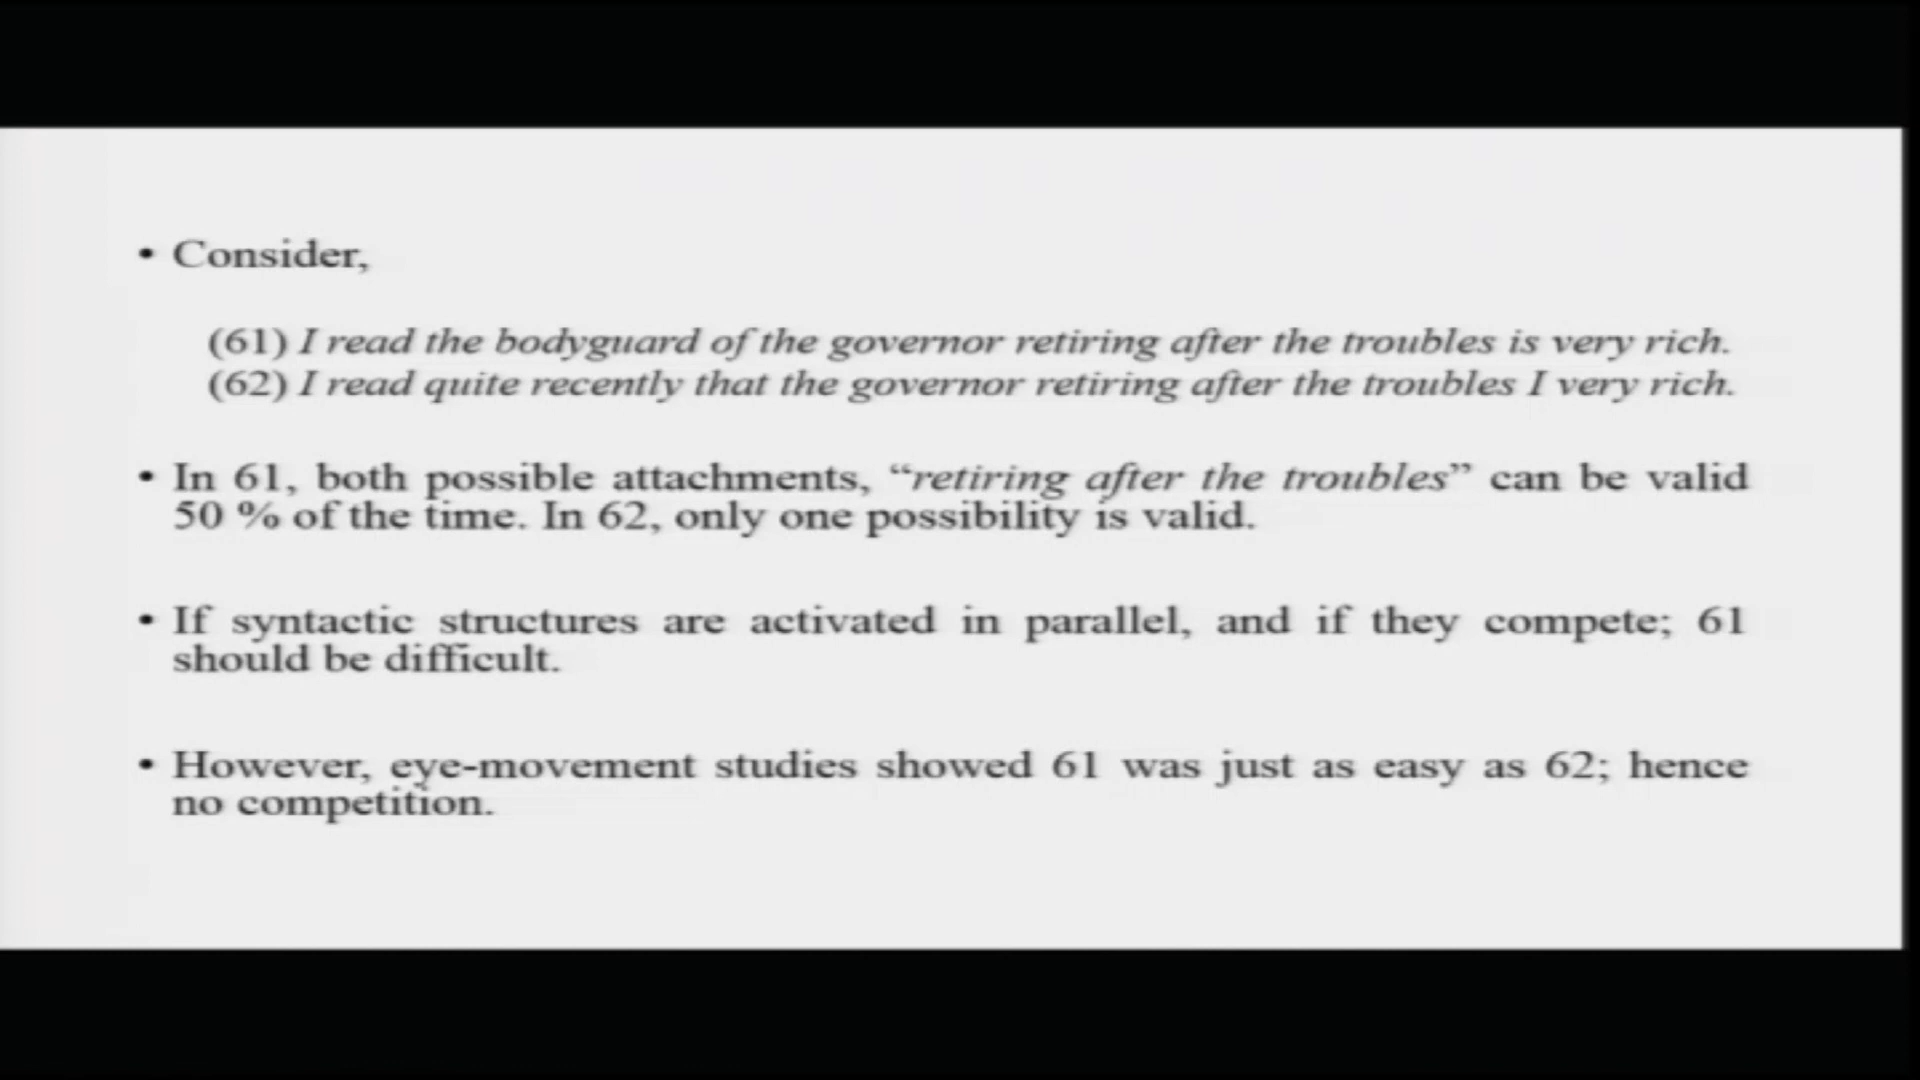 • Consider,
(61) I read the bodyguard of the governor retiring after the troubles is very rich.
(62) I read quite recently that the governor retiring after the troubles I very rich.
• In 61, both possible attachments, “retiring after the troubles” can be valid
50 % of the time. In 62, only one possibility is valid.
• If syntactic structures are activated in parallel, and if they compete; 61
should be difficult.
• However, eye-movement studies showed 61 was just as easy as 62; hence
no competition.